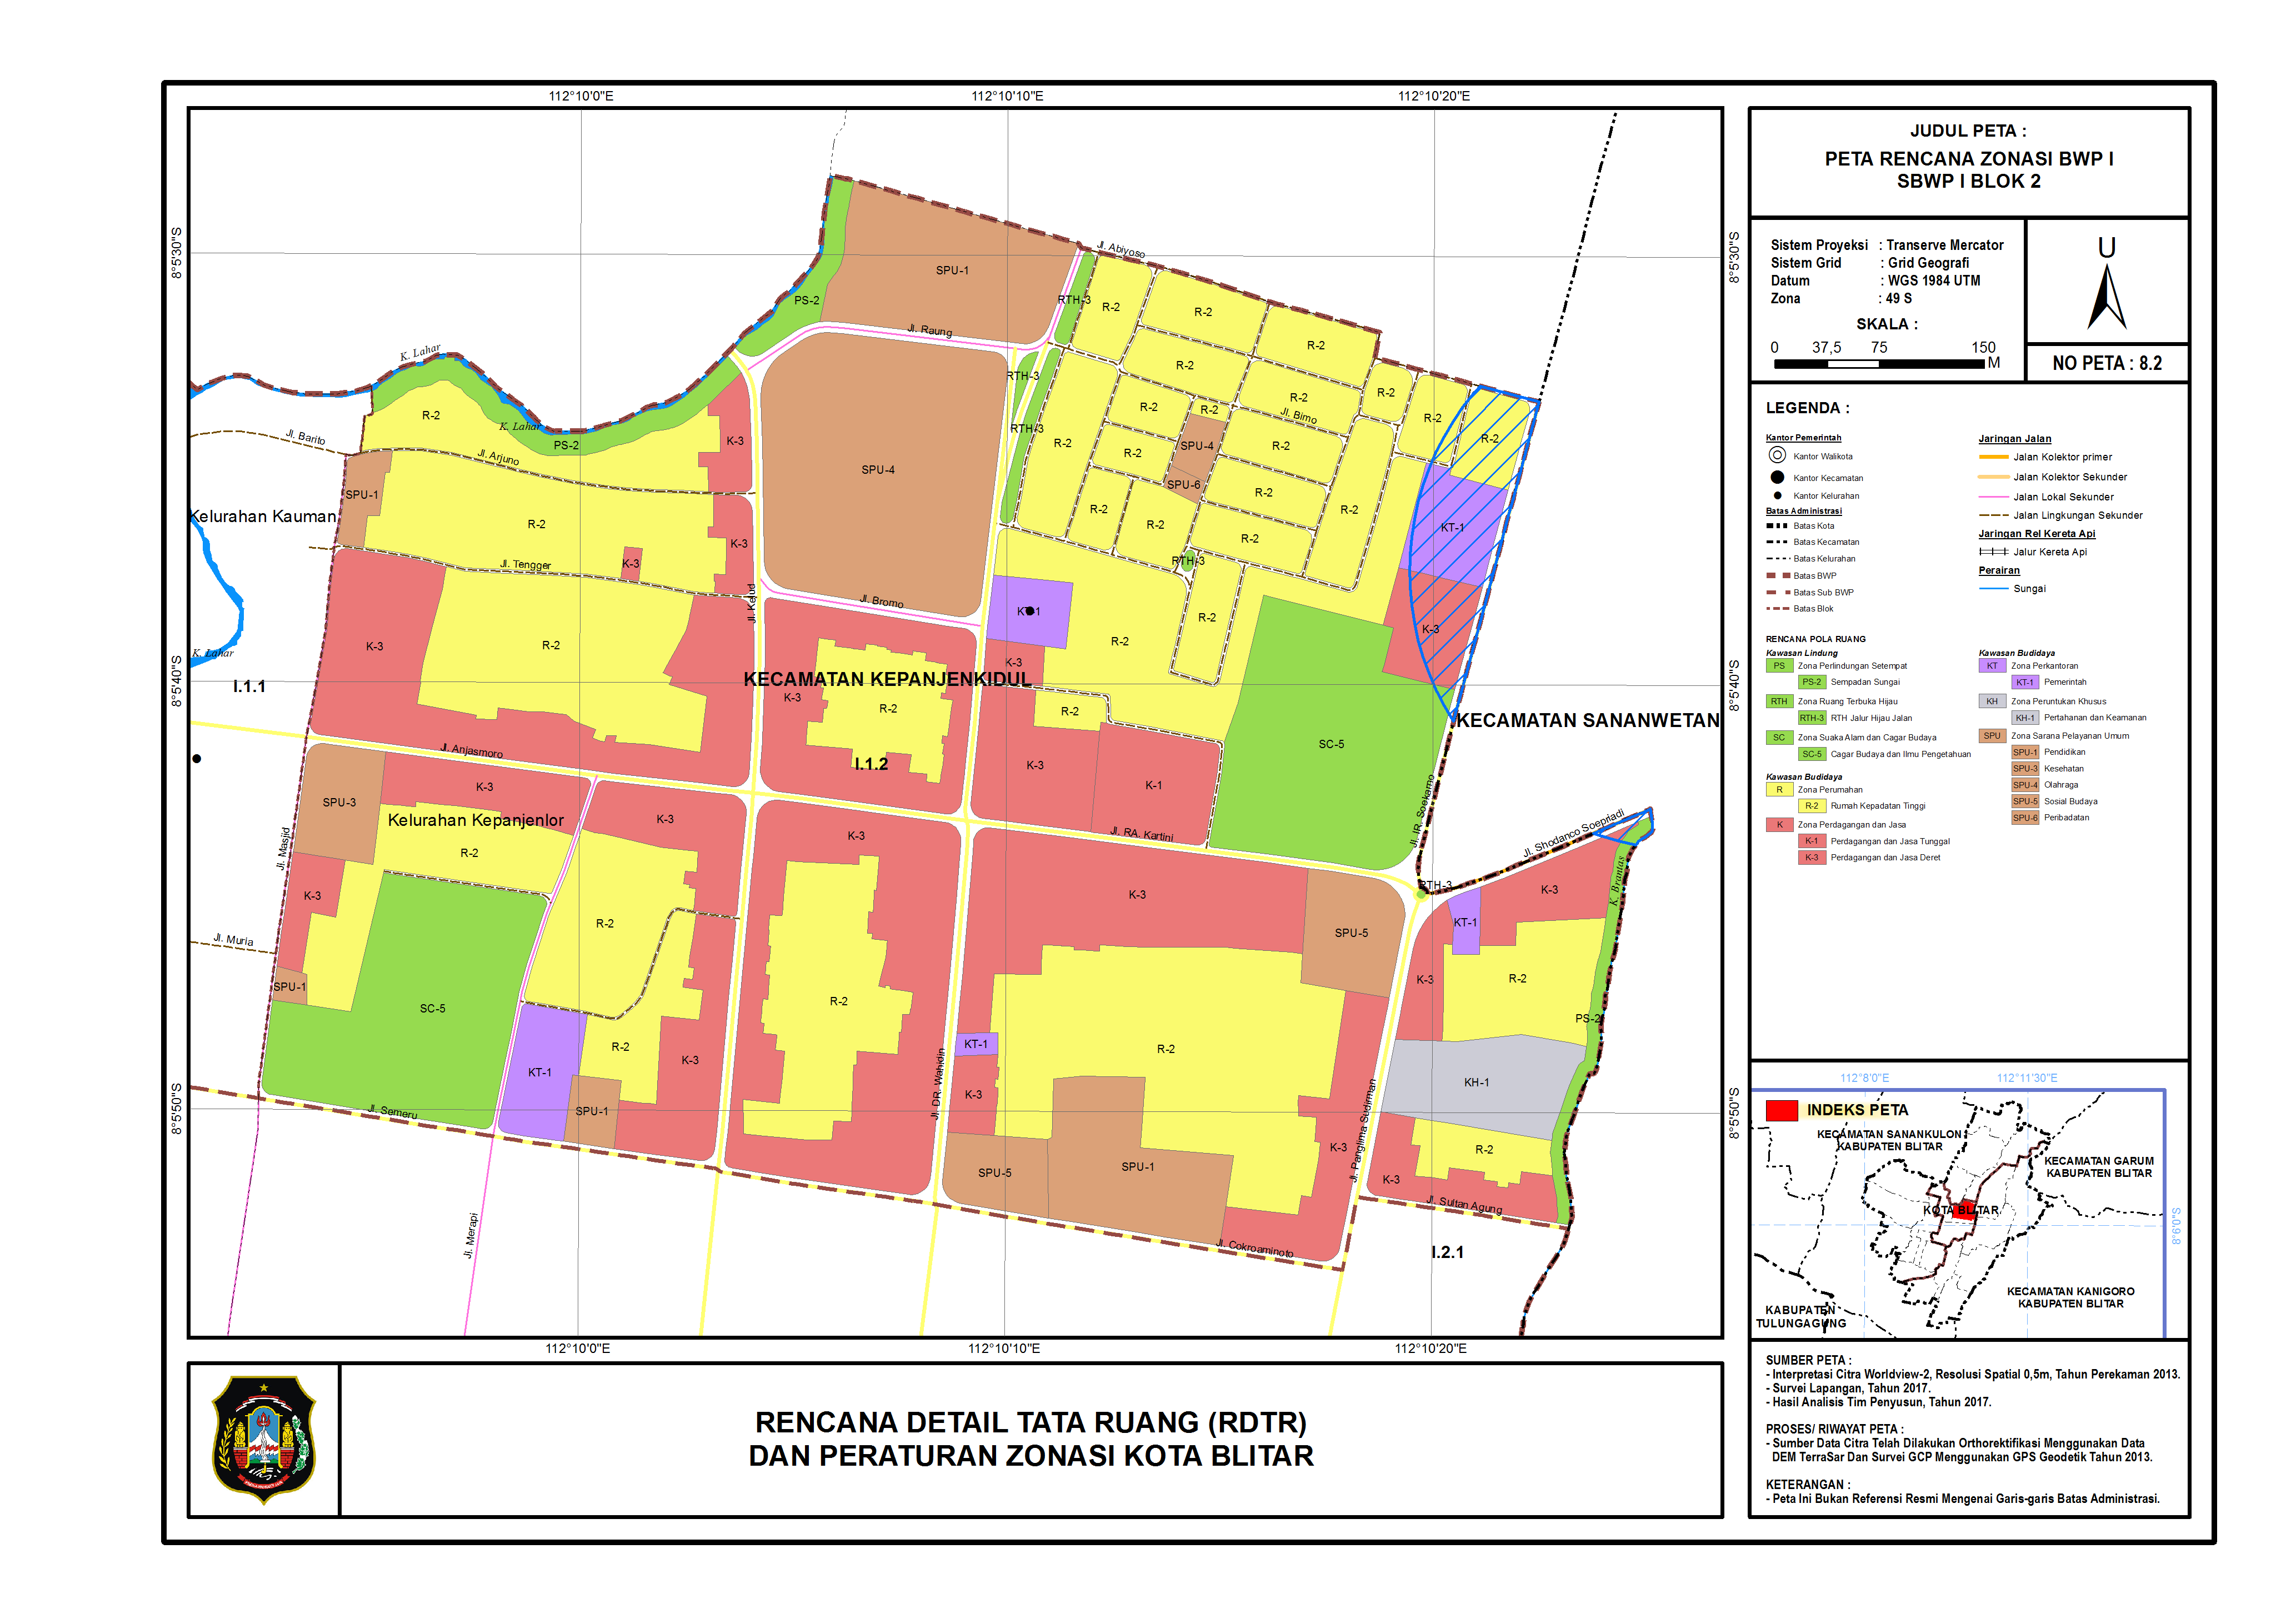 112°10'0"E
112°10'10"E
112°10'20"E
8°5'30"S
8°5'40"S
8°5'50"S
8°5'30"S
8°5'40"S
8°5'50"S
112°10'0"E
112°10'10"E
112°10'20"E
Jl. Abiyoso
SPU-1
PS-2
RTH-3
R-2
R-2
R-2
Jl. Raung
K. Lahar
R-2
K. Lahar
PS-2
RTH-3
R-2
R-2
R-2
R-2
R-2
R-2
Jl. Bimo
R-2
Jl. Barito
Jl. Arjuno
K-3
RTH-3
R-2
R-2
SPU-4
R-2
SPU-4
SPU-6
R-2
SPU-1
Kelurahan Kauman
R-2
K-3
K-3
R-2
R-2
R-2
R-2
KT-1
Jl. Tengger
RTH-3
Jl. Kelud
Jl. Bromo
KT-1
R-2
R-2
K-3
K-3
R-2
K. Lahar
I.1.1
K-3
KECAMATAN KEPANJENKIDUL
K-3
R-2
R-2
KECAMATAN SANANWETAN
Jl. Anjasmoro
I.1.2
K-3
K-1
SC-5
Jl. IR. Soekarno
SPU-3
K-3
Kelurahan Kepanjenlor
K-3
K-3
Jl. RA. Kartini
Jl. Shodanco Soepriadi
Jl. Masjid
R-2
K-3
R-2
K-3
RTH-3
K-3
K. Brantas
KT-1
SPU-5
Jl. Muria
SPU-1
SC-5
R-2
K-3
R-2
PS-2
KT-1
R-2
K-3
KT-1
R-2
KH-1
K-3
SPU-1
Jl. Semeru
Jl. DR. Wahidin
Jl. Panglima Sudirman
K-3
R-2
SPU-5
SPU-1
K-3
Jl. Sultan Agung
Jl. Merapi
Jl. Cokroaminoto
I.2.1
RENCANA DETAIL TATA RUANG (RDTR)
DAN PERATURAN ZONASI KOTA BLITAR
JUDUL PETA :
PETA RENCANA ZONASI BWP I
SBWP I BLOK 2
Sistem Proyeksi : Transerve Mercator
Sistem Grid : Grid Geografi
Datum : WGS 1984 UTM
Zona : 49 S
SKALA :
0 37,5 75 150
M
U
NO PETA : 8.2
LEGENDA :
Kantor Pemerintah
Kantor Walikota
Kantor Kecamatan
Kantor Kelurahan
Batas Administrasi
Batas Kota
Batas Kecamatan
Batas Kelurahan
Batas BWP
Batas Sub BWP
Batas Blok
Jaringan Jalan
Jalan Kolektor primer
Jalan Kolektor Sekunder
Jalan Lokal Sekunder
Jalan Lingkungan Sekunder
Jaringan Rel Kereta Api
Jalur Kereta Api
Perairan
Sungai
RENCANA POLA RUANG
Kawasan Lindung
PS Zona Perlindungan Setempat
PS-2 Sempadan Sungai
RTH Zona Ruang Terbuka Hijau
RTH-3 RTH Jalur Hijau Jalan
SC Zona Suaka Alam dan Cagar Budaya
SC-5 Cagar Budaya dan Ilmu Pengetahuan
Kawasan Budidaya
R Zona Perumahan
R-2 Rumah Kepadatan Tinggi
K Zona Perdagangan dan Jasa
K-1 Perdagangan dan Jasa Tunggal
K-3 Perdagangan dan Jasa Deret
Kawasan Budidaya
KT Zona Perkantoran
KT-1 Pemerintah
KH Zona Peruntukan Khusus
KH-1 Pertahanan dan Keamanan
SPU Zona Sarana Pelayanan Umum
SPU-1 Pendidikan
SPU-3 Kesehatan
SPU-4 Olahraga
SPU-5 Sosial Budaya
SPU-6 Peribadatan
112°8'0"E
112°11'30"E
INDEKS PETA
KECAMATAN SANANKULON
KABUPATEN BLITAR
KECAMATAN GARUM
KABUPATEN BLITAR
KOTA BLITAR
8°6'0"S
KECAMATAN KANIGORO
KABUPATEN BLITAR
KABUPATEN
TULUNGAGUNG
SUMBER PETA :
- Interpretasi Citra Worldview-2, Resolusi Spatial 0,5m, Tahun Perekaman 2013.
- Survei Lapangan, Tahun 2017.
- Hasil Analisis Tim Penyusun, Tahun 2017.
PROSES/ RIWAYAT PETA :
- Sumber Data Citra Telah Dilakukan Orthorektifikasi Menggunakan Data
DEM TerraSar Dan Survei GCP Menggunakan GPS Geodetik Tahun 2013.
KETERANGAN :
- Peta Ini Bukan Referensi Resmi Mengenai Garis-garis Batas Administrasi.